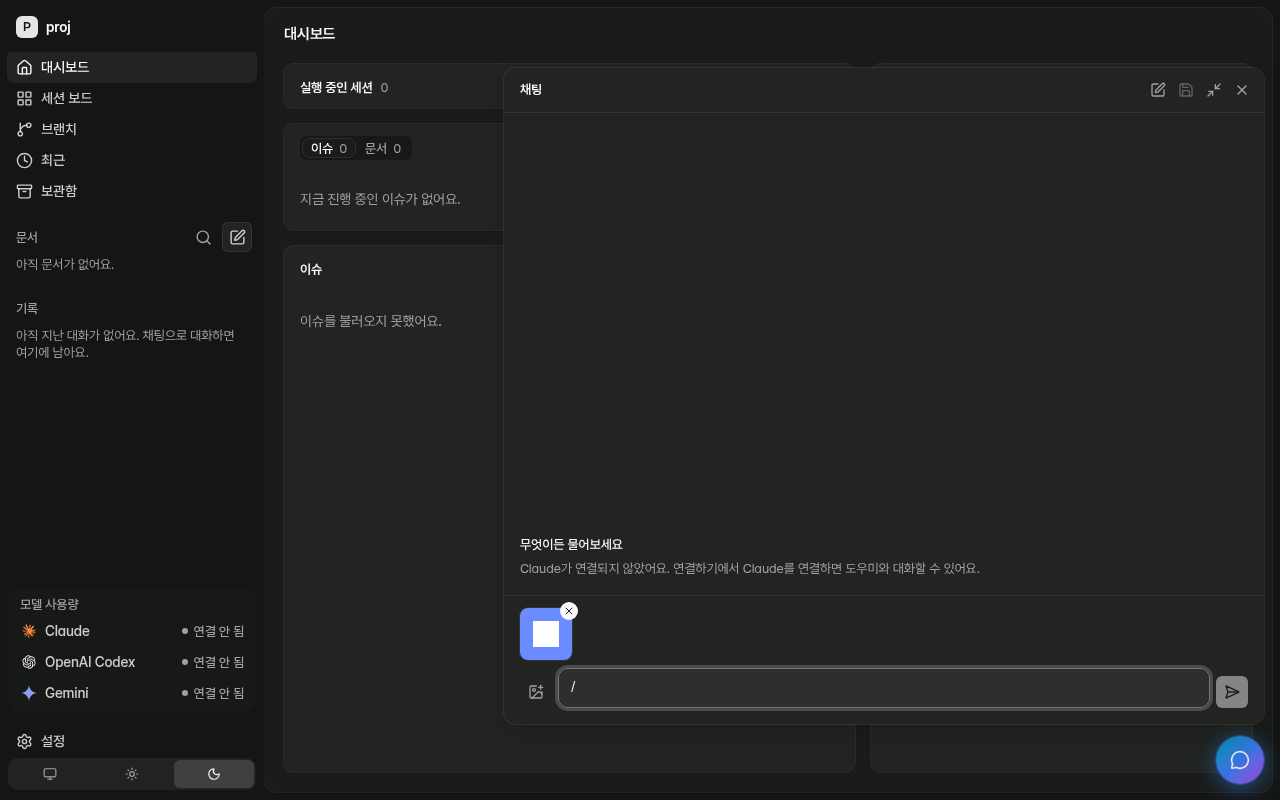 P proj
대시보드
세션 보드
브랜치
최근
보관함
문서
아직 문서가 없어요.
기록
아직 지난 대화가 없어요. 채팅으로 대화하면
여기에 남아요.
모델 사용량
Claude 연결 안 됨
OpenAI Codex 연결 안 됨
Gemini 연결 안 됨
설정
대시보드
실행 중인 세션 0
이슈 0 문서 0
지금 진행 중인 이슈가 없어요.
이슈
이슈를 불러오지 못했어요.
채팅
무엇이든 물어보세요
Claude가 연결되지 않았어요. 연결하기에서 Claude를 연결하면 도우미와 대화할 수 있어요.
/